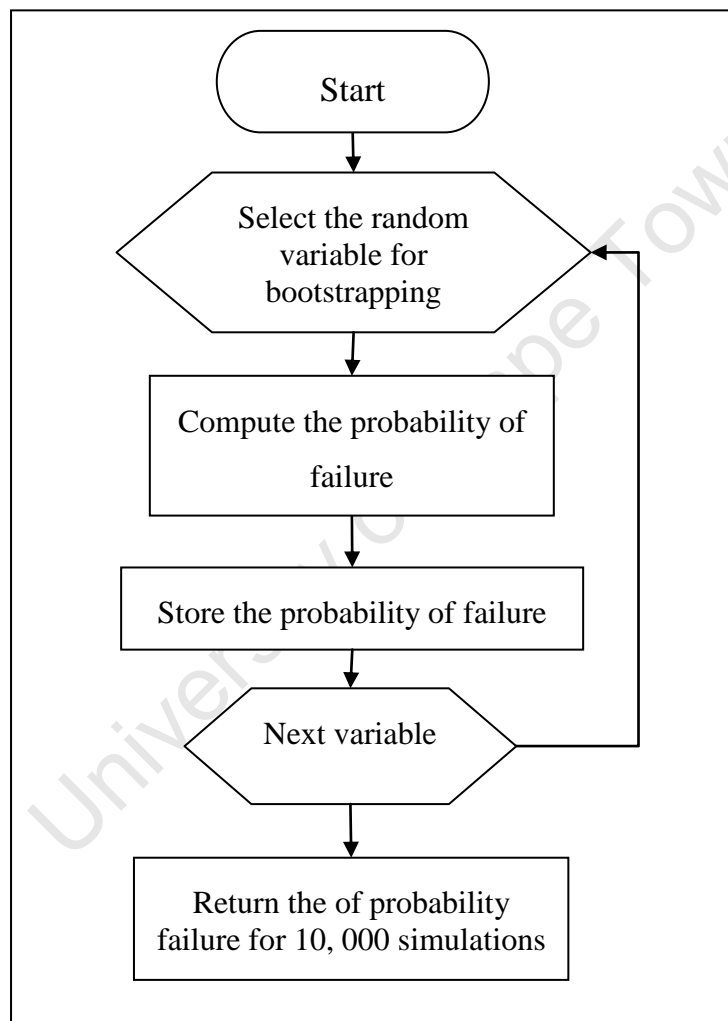 Start
Select the random
variable for
bootstrapping
Compute the probability of
failure
Store the probability of failure
Next variable
Return the of probability
failure for 10, 000 simulations